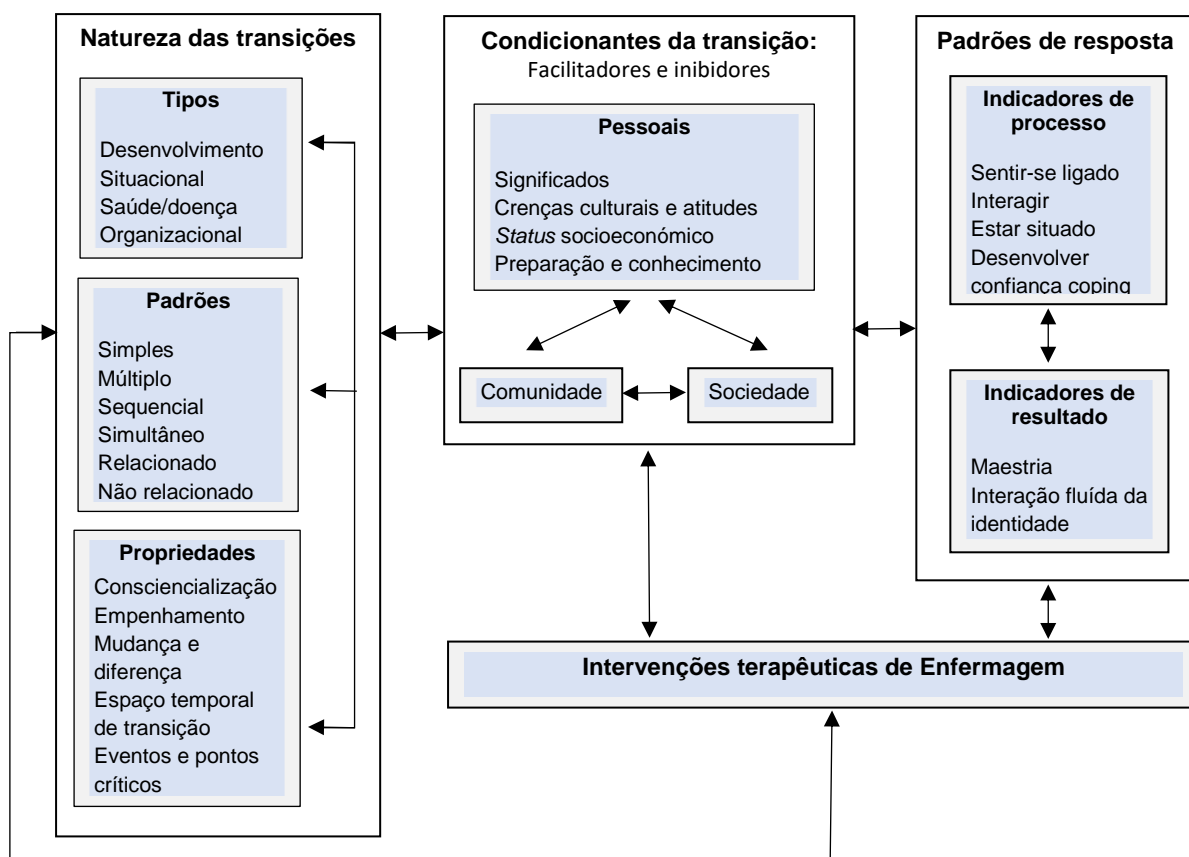 Natureza das transições
Tipos
Desenvolvimento
Situacional
Saúde/doença
Organizacional
Padrões
Simples
Múltiplo
Sequencial
Simultâneo
Relacionado
Não relacionado
Propriedades
Consciencialização
Empenhamento
Mudança e
diferença
Espaço temporal
de transição
Eventos e pontos
críticos
Condicionantes da transição:
Facilitadores e inibidores
Pessoais
Significados
Crenças culturais e atitudes
Status socioeconómico
Preparação e conhecimento
Comunidade
Sociedade
Padrões de resposta
Indicadores de
processo
Sentir-se ligado
Interagir
Estar situado
Desenvolver
confiança coping
Indicadores de
resultado
Maestria
Interação fluída da
identidade
Intervenções terapêuticas de Enfermagem